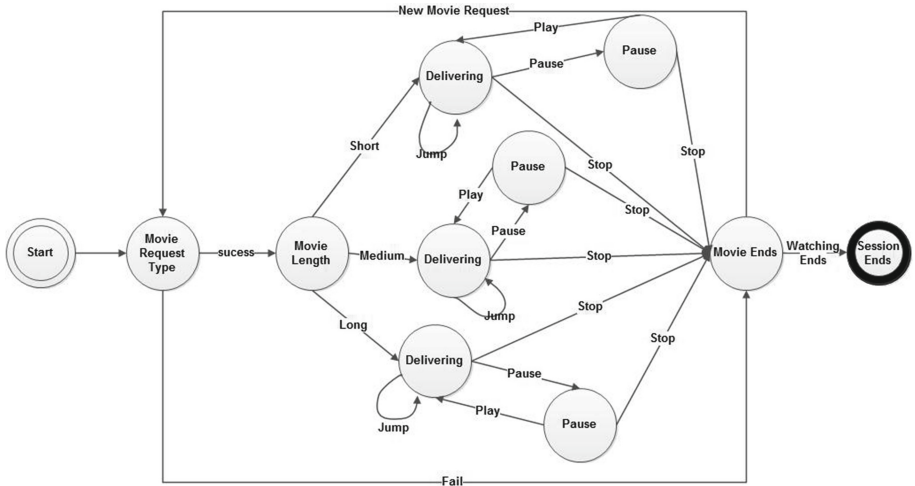 New Movie Request
Play
Pause
Delivering
Pause
Jump
Short
Stop
Stop
Pause
Play
Stop
Pause
Start
Movie
Request
Type
sucess
Movie
Length
Medium
Delivering
Stop
Movie Ends
Watching
Ends
Session
Ends
Jump
Stop
Long
Stop
Delivering
Pause
Play
Pause
Jump
Fail